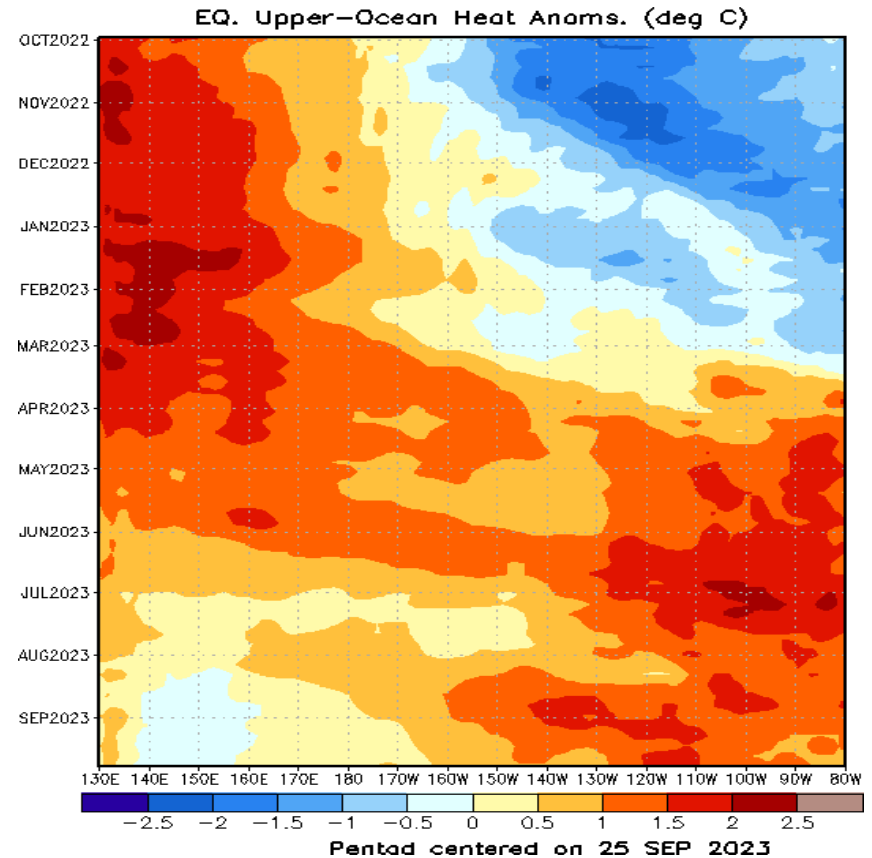 EQ. Upper-Ocean Heat Anoms. (deg C)
OCT2022
NOV2022
DEC2022
JAN2023
FEB2023
MAR2023
APR2023
MAY2023
JUN2023
JUL2023
AUG2023
SEP2023
130E 140E 150E 160E 170E 180 170W 160W 150W 140W 130W 120W 110W 100W 90W 80W
-2.5 -2 -1.5 -1 -0.5 0 0.5 1 1.5 2 2.5
Pentad centered on 25 SEP 2023